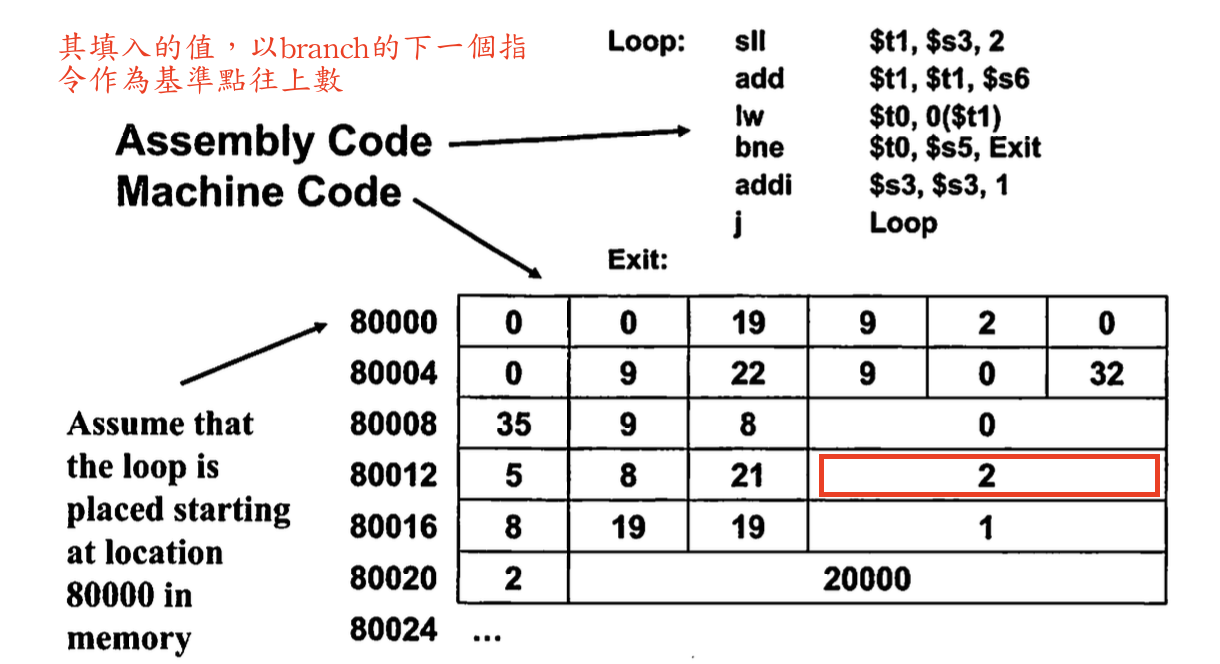 其填入的值，以branch的下一個指
令作為基準點往上數
Loop: sll $t1, $s3, 2
add $t1, $t1, $s6
lw $t0, 0($t1)
bne $t0, $s5, Exit
addi $s3, $s3, 1
j Loop
Exit:
Assembly Code
Machine Code
80000 0 0 19 9 2 0
80004 0 9 22 9 0 32
80008 35 9 8 0
80012 5 8 21 2
80016 8 19 19 1
80020 2 20000
80024 ...
Assume that
the loop is
placed starting
at location
80000 in
memory